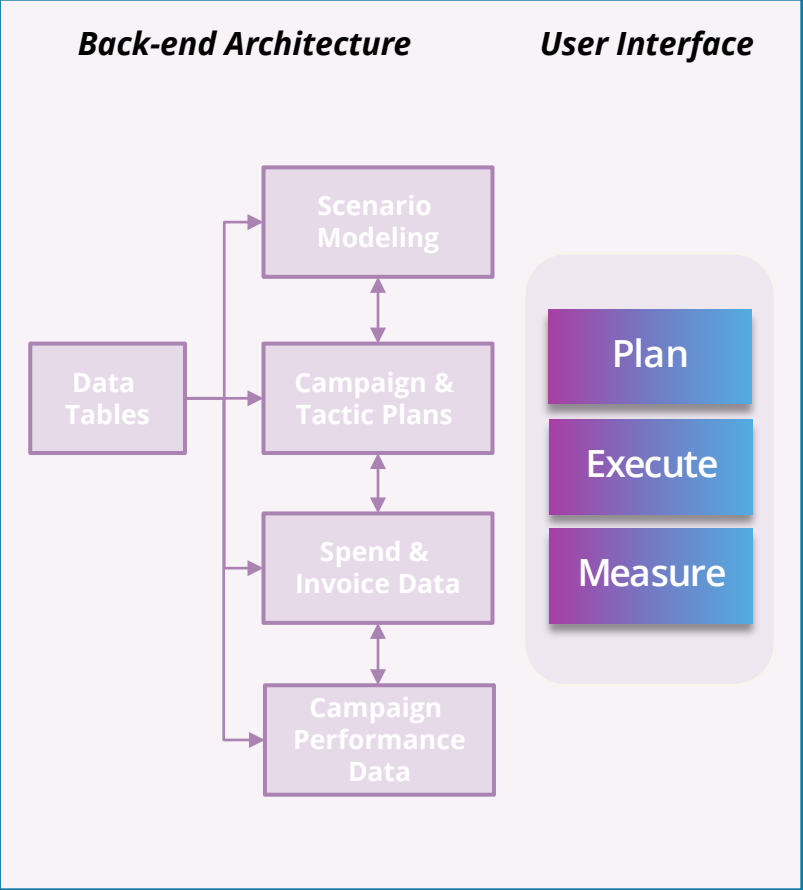 Back-end Architecture
User Interface
Scenario
Modeling
Data
Tables
Campaign &
Tactic Plans
Spend &
Invoice Data
Campaign
Performance
Data
Plan
Execute
Measure